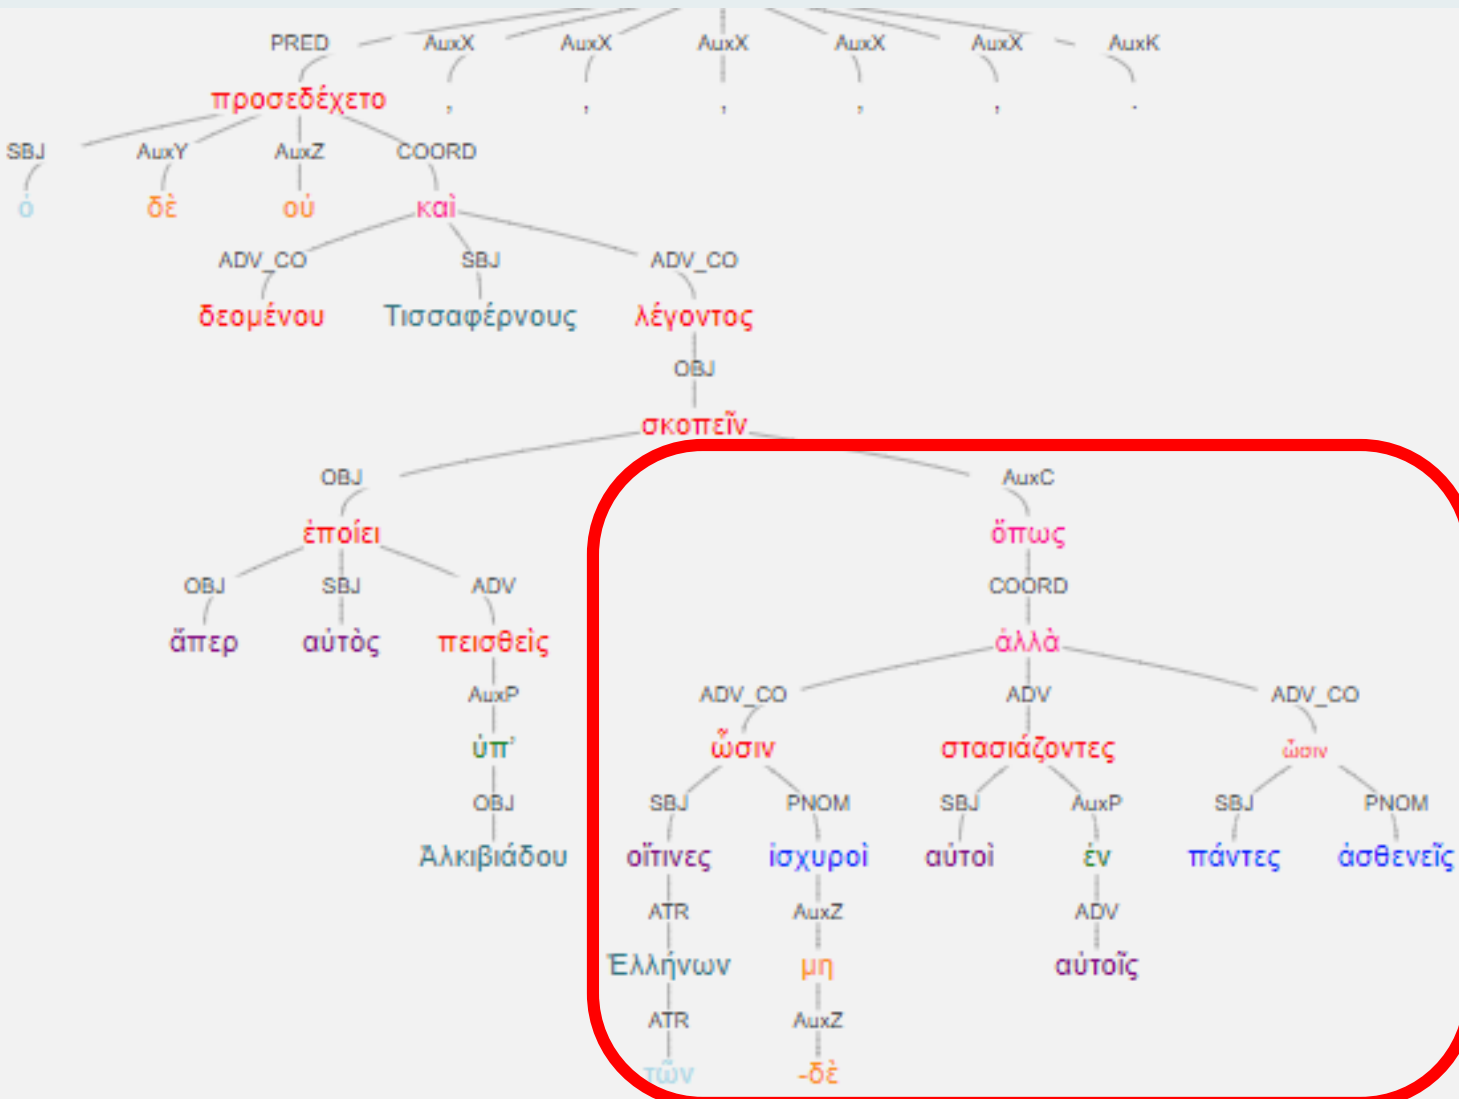 PRED AuxX AuxX AuxX AuxX AuxX AuxK
προσεδέχετο , , , , , .
SBJ AuxY AuxZ COORD
ὁ δὲ οὐ καὶ
ADV_CO SBJ ADV_CO
δεομένου Τισσαφέρνους λέγοντος
OBJ
σκοπεῖν
OBJ AuxC
ἐποίει ὅπως
OBJ SBJ ADV COORD
ἅπερ αὐτὸς πεισθεὶς ἀλλὰ
AuxP ADV_CO ADV ADV_CO
ὑπ' ὦσιν στασιάζοντες ὦσιν
OBJ SBJ PNOM SBJ AuxP SBJ PNOM
Ἀλκιβιάδου οἵτινες ἰσχυροὶ αὐτοὶ ἐν πάντες ἀσθενεῖς
ATR AuxZ ADV
Ἑλλήνων μη αὑτοῖς
ATR AuxZ
τῶν -δὲ